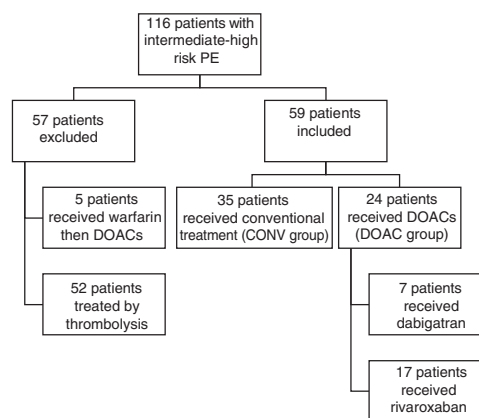 116 patients with
intermediate-high
risk PE
57 patients
excluded
59 patients
included
5 patients
received warfarin
then DOACs
35 patients
received conventional
treatment (CONV group)
24 patients
received DOACs
(DOAC group)
52 patients
treated by
thrombolysis
7 patients
received
dabigatran
17 patients
received
rivaroxaban